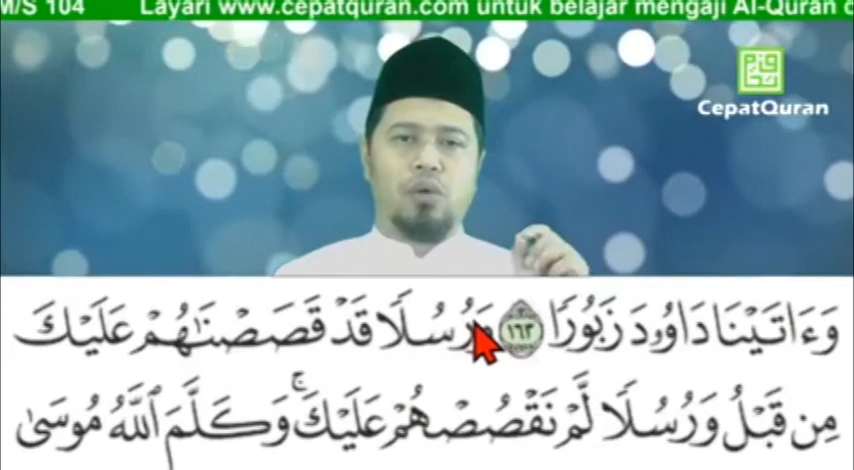 M/S 104 Layari www.cepatquran.com untuk belajar mengaji Al-Quran
CepatQuran
وَءَاتَيْنَا دَاوُۥدَ زَبُورًا ١٦٣ وَرُسُلًا قَدْ قَصَصْنَٰهُمْ عَلَيْكَ
مِن قَبْلُ وَرُسُلًا لَّمْ نَقْصُصْهُمْ عَلَيْكَ ۚ وَكَلَّمَ ٱللَّهُ مُوسَىٰ